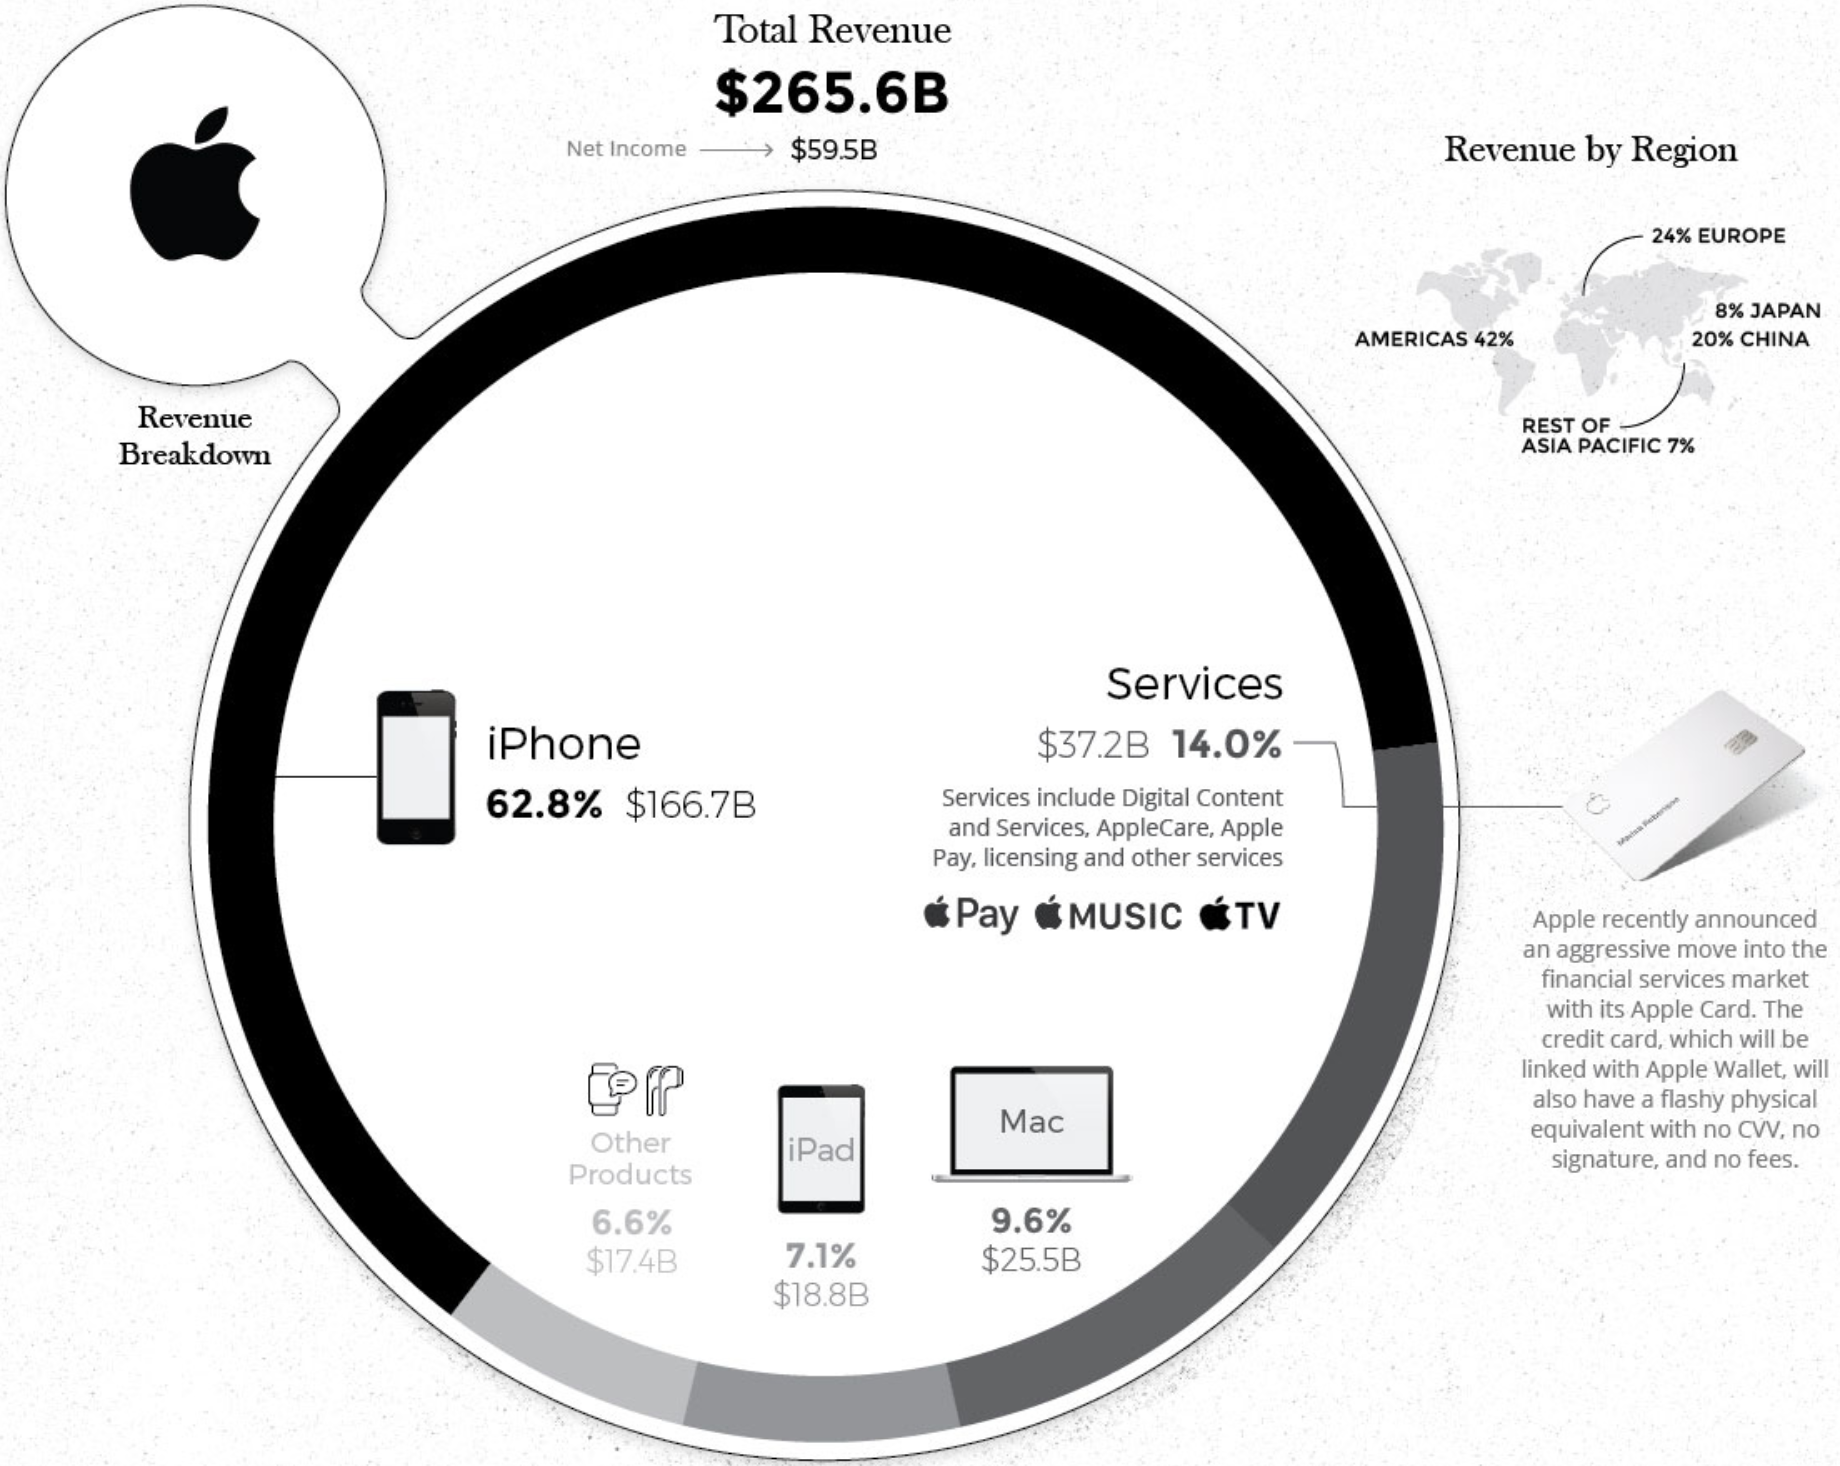 Total Revenue
$265.6B
Net Income
$59.5B
Revenue
Breakdown
Revenue by Region
24% EUROPE
8% JAPAN
20% CHINA
AMERICAS 42%
REST OF
ASIA PACIFIC 7%
iPhone
62.8% $166.7B
Services
$37.2B 14.0%
Services include Digital Content
and Services, AppleCare, Apple
Pay, licensing and other services
Pay MUSIC TV
Other
Products
6.6%
$17.4B
iPad
7.1%
$18.8B
Mac
9.6%
$25.5B
Apple recently announced
an aggressive move into the
financial services market
with its Apple Card. The
credit card, which will be
linked with Apple Wallet, will
also have a flashy physical
equivalent with no CVV, no
signature, and no fees.